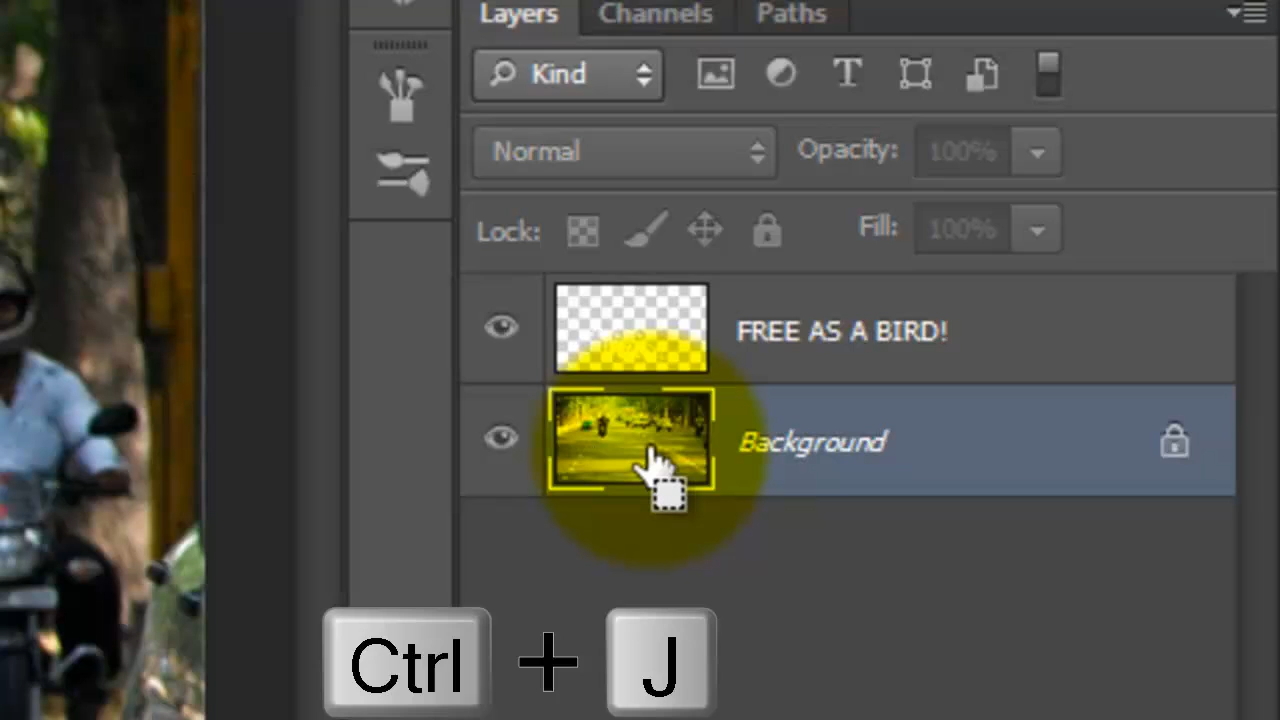 Layers Channels Paths
Kind
Normal Opacity: 100%
Lock: Fill: 100%
FREE AS A BIRD!
Background
Ctrl + J